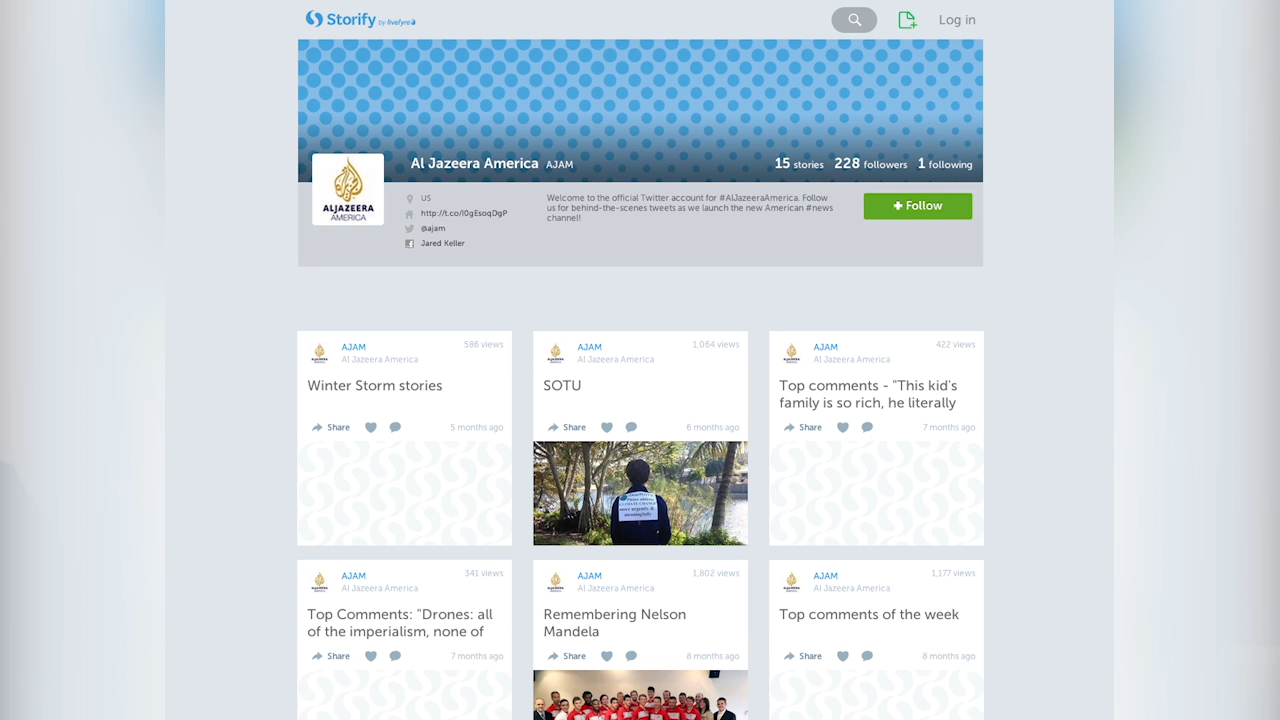 Storify by livefyre
Log in
Al Jazeera America AJAM
15 stories 228 followers 1 following
ALJAZEERA
AMERICA
US
http://t.co/I0gEsoqDgP
@ajam
Jared Keller
Welcome to the official Twitter account for #AlJazeeraAmerica. Follow
us for behind-the-scenes tweets as we launch the new American #news
channel!
Follow
AJAM
Al Jazeera America
586 views
Winter Storm stories
Share
5 months ago
AJAM
Al Jazeera America
1,064 views
SOTU
Share
6 months ago
CLIMATE CHANGE
more urgently &
meaningfully
AJAM
Al Jazeera America
422 views
Top comments - "This kid's
family is so rich, he literally
Share
7 months ago
AJAM
Al Jazeera America
341 views
Top Comments: "Drones: all
of the imperialism, none of
Share
7 months ago
AJAM
Al Jazeera America
1,802 views
Remembering Nelson
Mandela
Share
8 months ago
AJAM
Al Jazeera America
1,177 views
Top comments of the week
Share
8 months ago